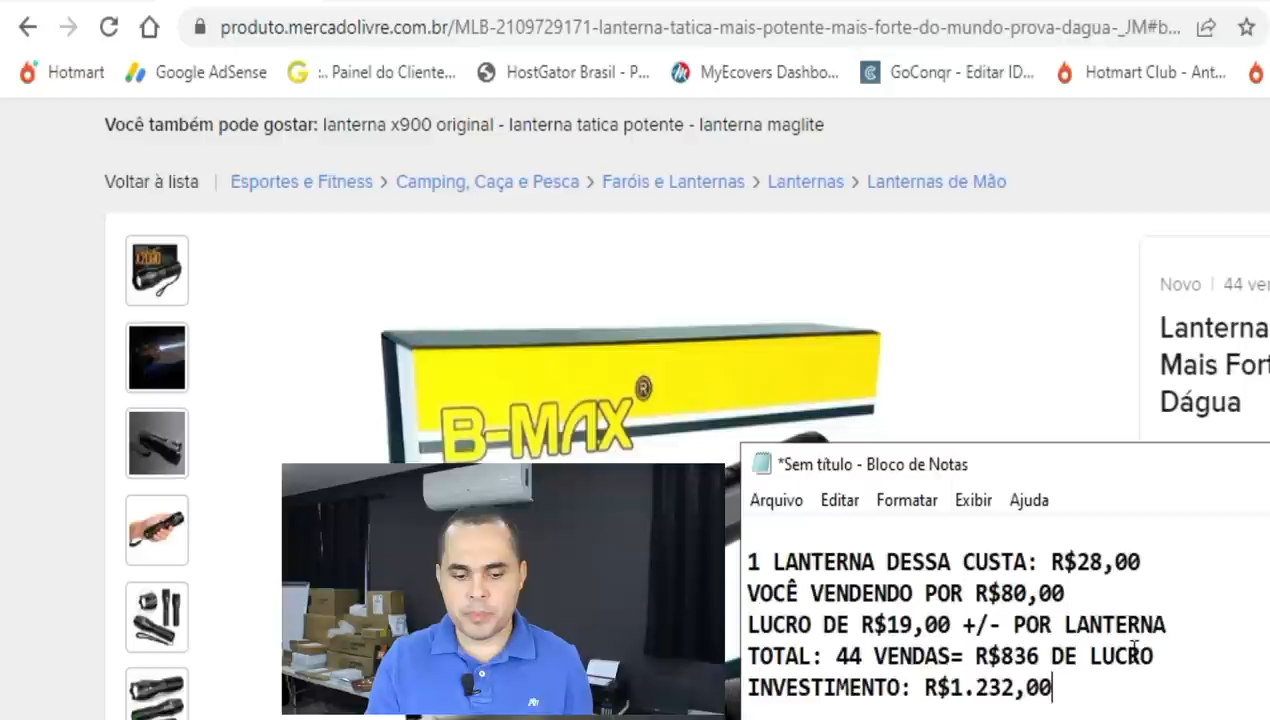 produto.mercadolivre.com.br/MLB-2109729171-lanterna-tatica-mais-potente-mais-forte-do-mundo-prova-dagua-_JM#b...
Hotmart Google AdSense :.. Painel do Cliente... HostGator Brasil - P... MyEcovers Dashbo... GoConqr - Editar ID... Hotmart Club - Ant...
Você também pode gostar: lanterna x900 original - lanterna tatica potente - lanterna maglite
Voltar à lista | Esportes e Fitness > Camping, Caça e Pesca > Faróis e Lanternas > Lanternas > Lanternas de Mão
Novo | 44 ver
Lanterna
Mais For
Dágua
B-MAX®
*Sem título - Bloco de Notas
Arquivo Editar Formatar Exibir Ajuda
1 LANTERNA DESSA CUSTA: R$28,00
VOCÊ VENDENDO POR R$80,00
LUCRO DE R$19,00 +/- POR LANTERNA
TOTAL: 44 VENDAS= R$836 DE LUCRO
INVESTIMENTO: R$1.232,00